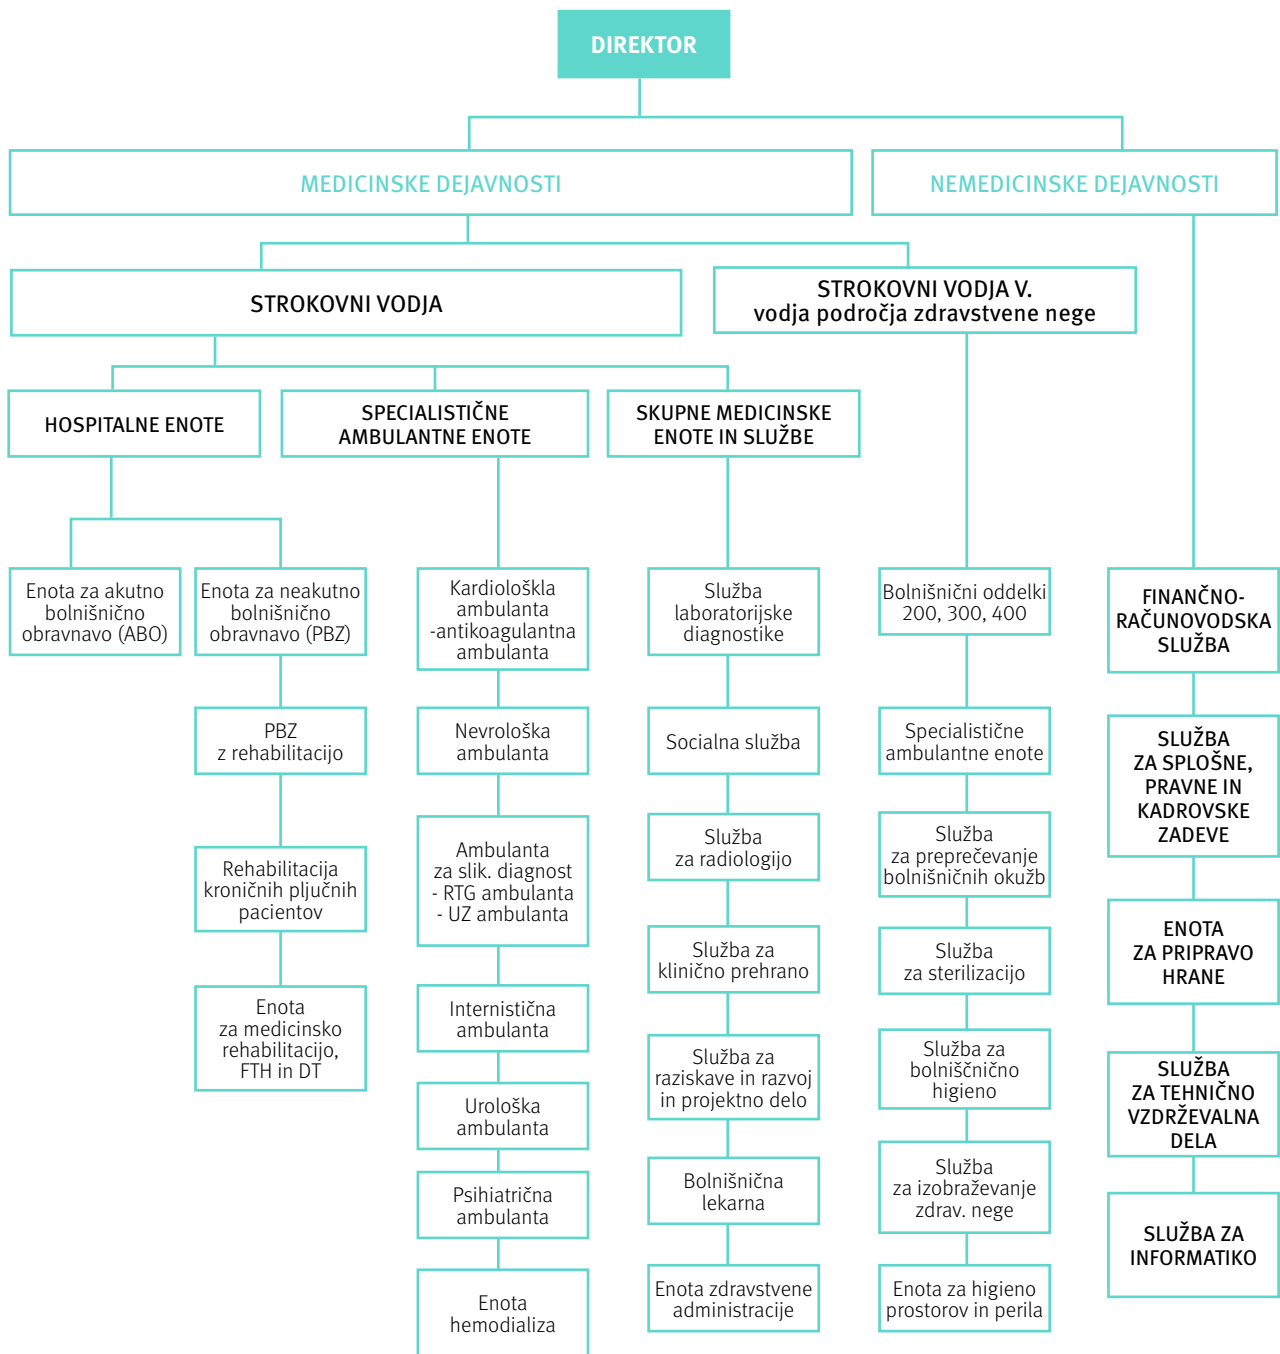 DIREKTOR
MEDICINSKE DEJAVNOSTI
NEMEDICINSKE DEJAVNOSTI
STROKOVNI VODJA
STROKOVNI VODJA V.
vodja področja zdravstvene nege
HOSPITALNE ENOTE
SPECIALISTIČNE
AMBULANTNE ENOTE
SKUPNE MEDICINSKE
ENOTE IN SLUŽBE
Enota za akutno
bolnišnično
obravnavo (ABO)
Enota za neakutno
bolnišnično
obravnavo (PBZ)
PBZ
z rehabilitacijo
Rehabilitacija
kroničnih pljučnih
pacientov
Enota
za medicinsko
rehabilitacijo,
FTH in DT
Kardiološkla
ambulanta
-antikoagulantna
ambulanta
Nevrološka
ambulanta
Ambulanta
za slik. diagnost
- RTG ambulanta
- UZ ambulanta
Internistična
ambulanta
Urološka
ambulanta
Psihiatrična
ambulanta
Enota
hemodializa
Služba
laboratorijske
diagnostike
Socialna služba
Služba
za radiologijo
Služba za
klinično prehrano
Služba za
raziskave in razvoj
in projektno delo
Bolnišnična
lekarna
Enota zdravstvene
administracije
Bolnišnični oddelki
200, 300, 400
Specialistične
ambulantne enote
Služba
za preprečevanje
bolnišničnih okužb
Služba
za sterilizacijo
Služba za
bolniščnično
higieno
Služba
za izobraževanje
zdrav. nege
Enota za higieno
prostorov in perila
FINANČNO-
RAČUNOVODSKA
SLUŽBA
SLUŽBA
ZA SPLOŠNE,
PRAVNE IN
KADROVSKE
ZADEVE
ENOTA
ZA PRIPRAVO
HRANE
SLUŽBA
ZA TEHNIČNO
VZDRŽEVALNA
DELA
SLUŽBA ZA
INFORMATIKO